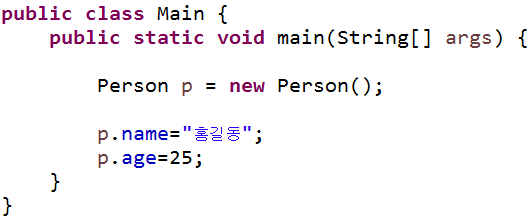 public class Main {
public static void main(String[] args) {
Person p = new Person();
p.name="홍길동";
p.age=25;
}
}